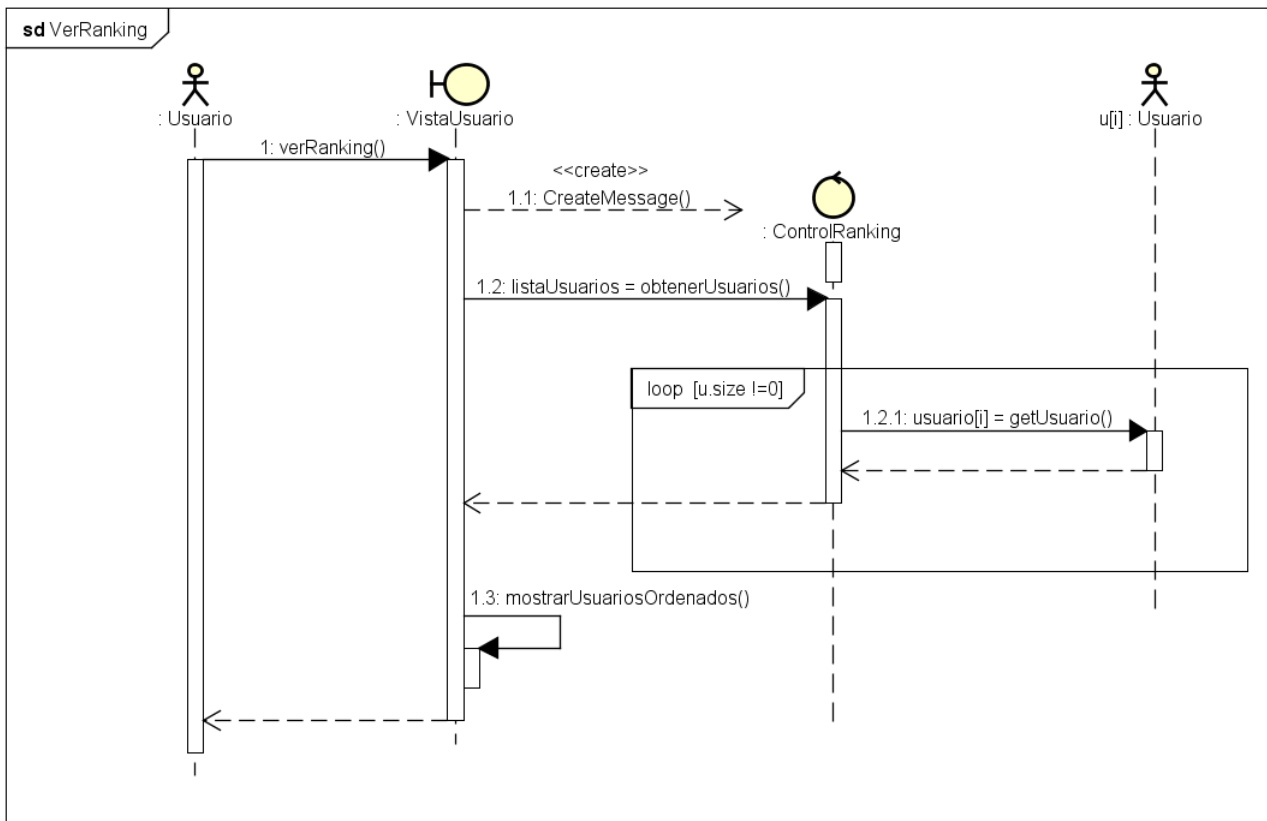 sd VerRanking
: Usuario
: VistaUsuario
u[i] : Usuario
1: verRanking()
<<create>>
1.1: CreateMessage()
: ControlRanking
1.2: listaUsuarios = obtenerUsuarios()
loop [u.size !=0]
1.2.1: usuario[i] = getUsuario()
1.3: mostrarUsuariosOrdenados()